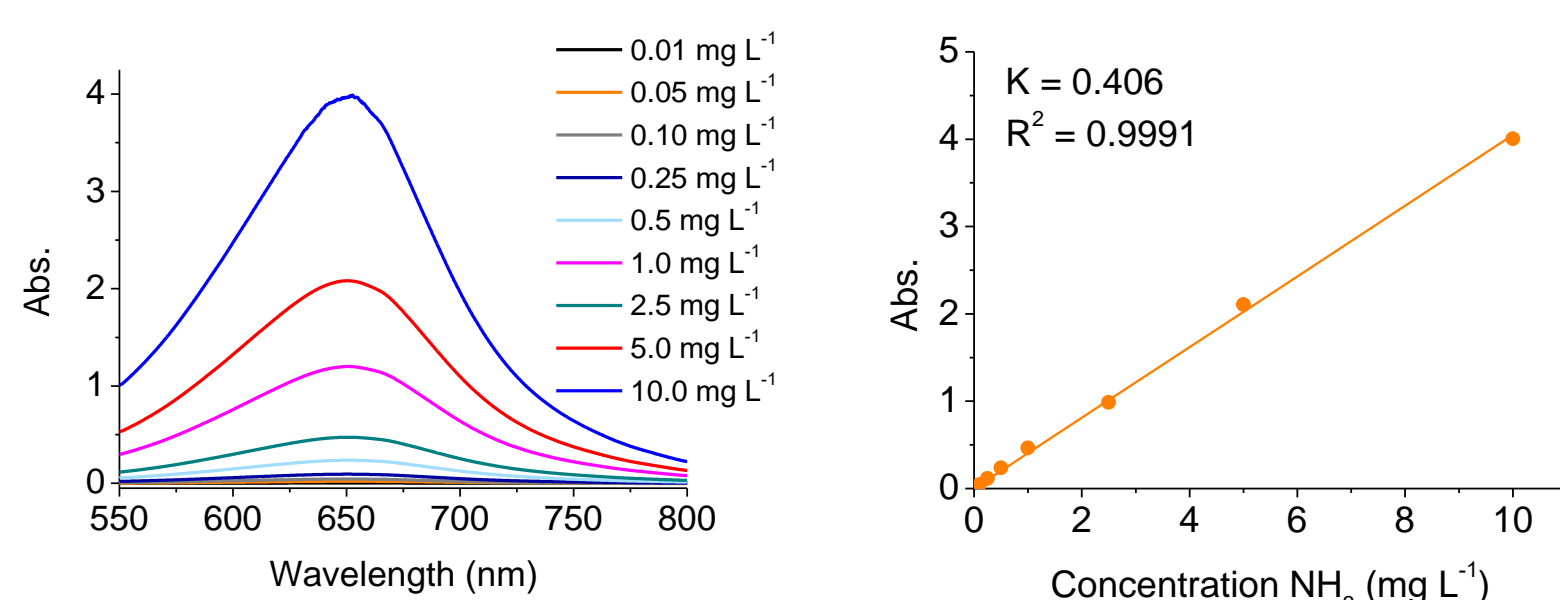 0.01 mg L⁻¹
0.05 mg L⁻¹
0.10 mg L⁻¹
0.25 mg L⁻¹
0.5 mg L⁻¹
1.0 mg L⁻¹
2.5 mg L⁻¹
5.0 mg L⁻¹
10.0 mg L⁻¹
4
3
2
1
0
Abs.
550 600 650 700 750 800
Wavelength (nm)
K = 0.406
R² = 0.9991
5
4
3
2
1
0
Abs.
0 2 4 6 8 10
Concentration NH₃ (mg L⁻¹)